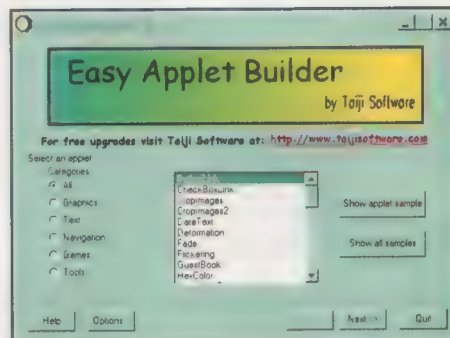 Easy Applet Builder
by Taiji Software
For free upgrades visit Taiji Software at: http://www.taijisoftware.com
Select an applet
Categories
All
Graphics
Text
Navigation
Games
Tools
CheckBoxLink
CropImages
CropImages2
DateText
Deformation
Fade
Flickering
GuestBook
HexColor
Show applet sample
Show all samples
Help
Options
Next
Quit